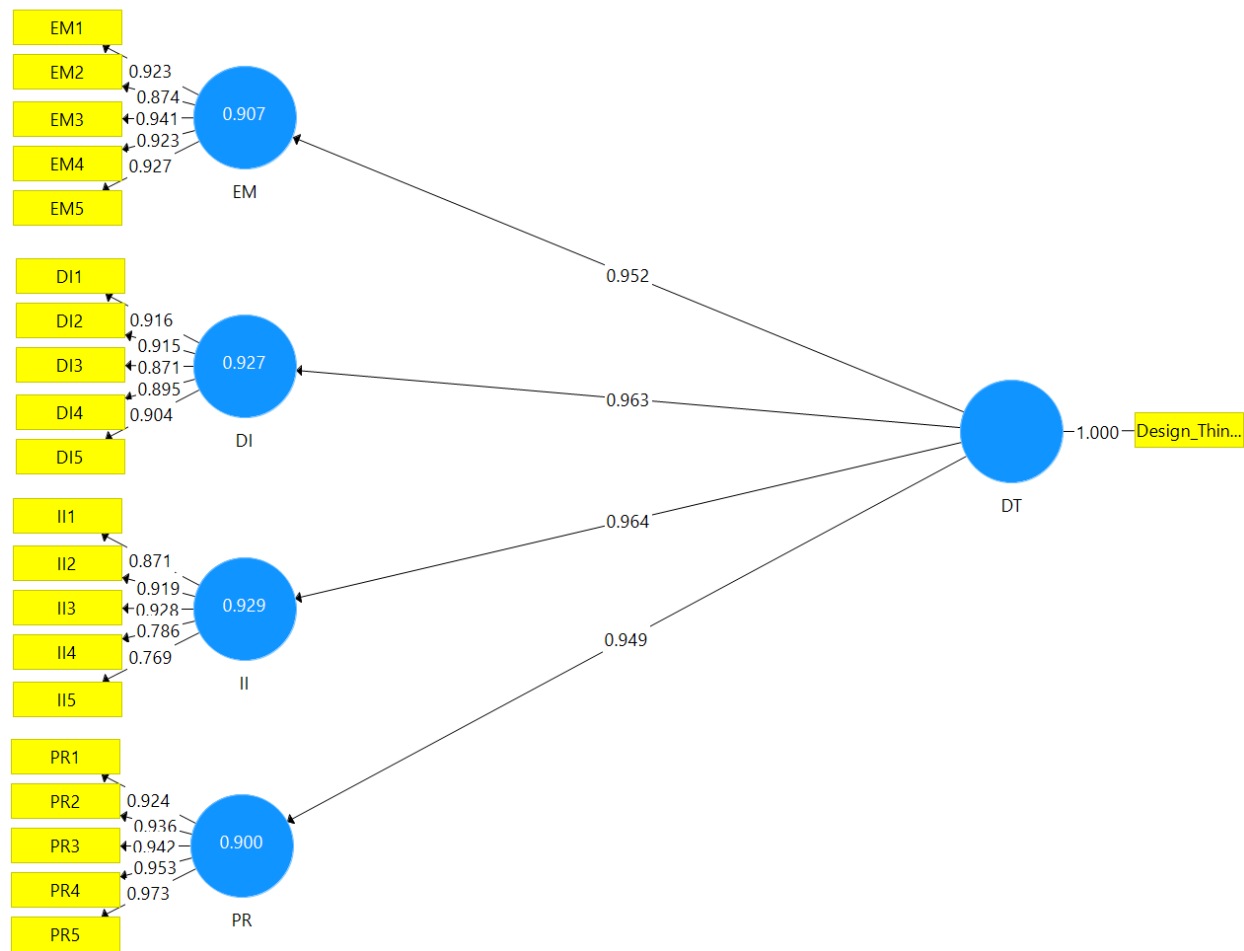 EM1
EM2
EM3
EM4
EM5
0.923
0.874
0.941
0.923
0.927
0.907
EM
DI1
DI2
DI3
DI4
DI5
0.916
0.915
0.871
0.895
0.904
0.927
DI
II1
II2
II3
II4
II5
0.871
0.919
0.928
0.786
0.769
0.929
II
PR1
PR2
PR3
PR4
PR5
0.924
0.936
0.942
0.953
0.973
0.900
PR
0.952
0.963
0.964
0.949
DT
1.000
Design_Thin...